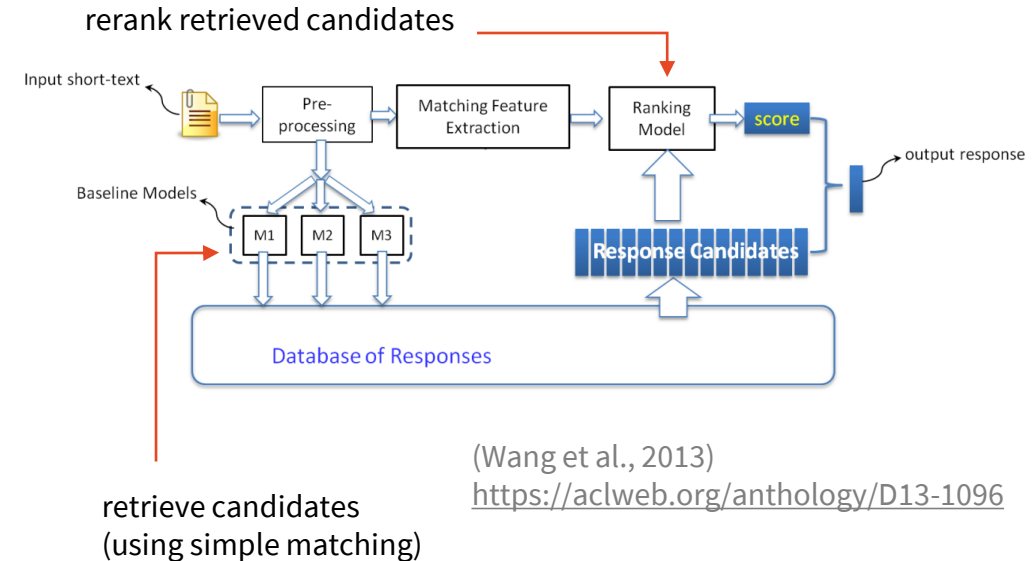 rerank retrieved candidates
Input short-text
Pre-
processing
Matching Feature
Extraction
Ranking
Model
score
output response
Baseline Models
M1
M2
M3
Response Candidates
Database of Responses
(Wang et al., 2013)
https://aclweb.org/anthology/D13-1096
retrieve candidates
(using simple matching)